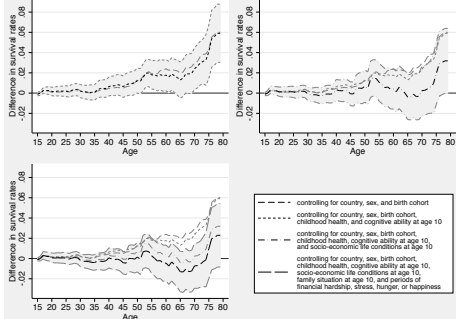 Difference in survival rates
-.02 0 .02 .04 .06 .08
15 20 25 30 35 40 45 50 55 60 65 70 75 80
Age
Difference in survival rates
-.02 0 .02 .04 .06 .08
15 20 25 30 35 40 45 50 55 60 65 70 75 80
Age
Difference in survival rates
-.02 0 .02 .04 .06 .08
15 20 25 30 35 40 45 50 55 60 65 70 75 80
Age
controlling for country, sex, and birth cohort
controlling for country, sex, birth cohort,
childhood health, and cognitive ability at age 10
controlling for country, sex, birth cohort,
childhood health, cognitive ability at age 10,
and socio-economic life conditions at age 10
controlling for country, sex, birth cohort,
childhood health, cognitive ability at age 10,
socio-economic life conditions at age 10,
family situation at age 10, and periods of
financial hardship, stress, hunger, or happiness